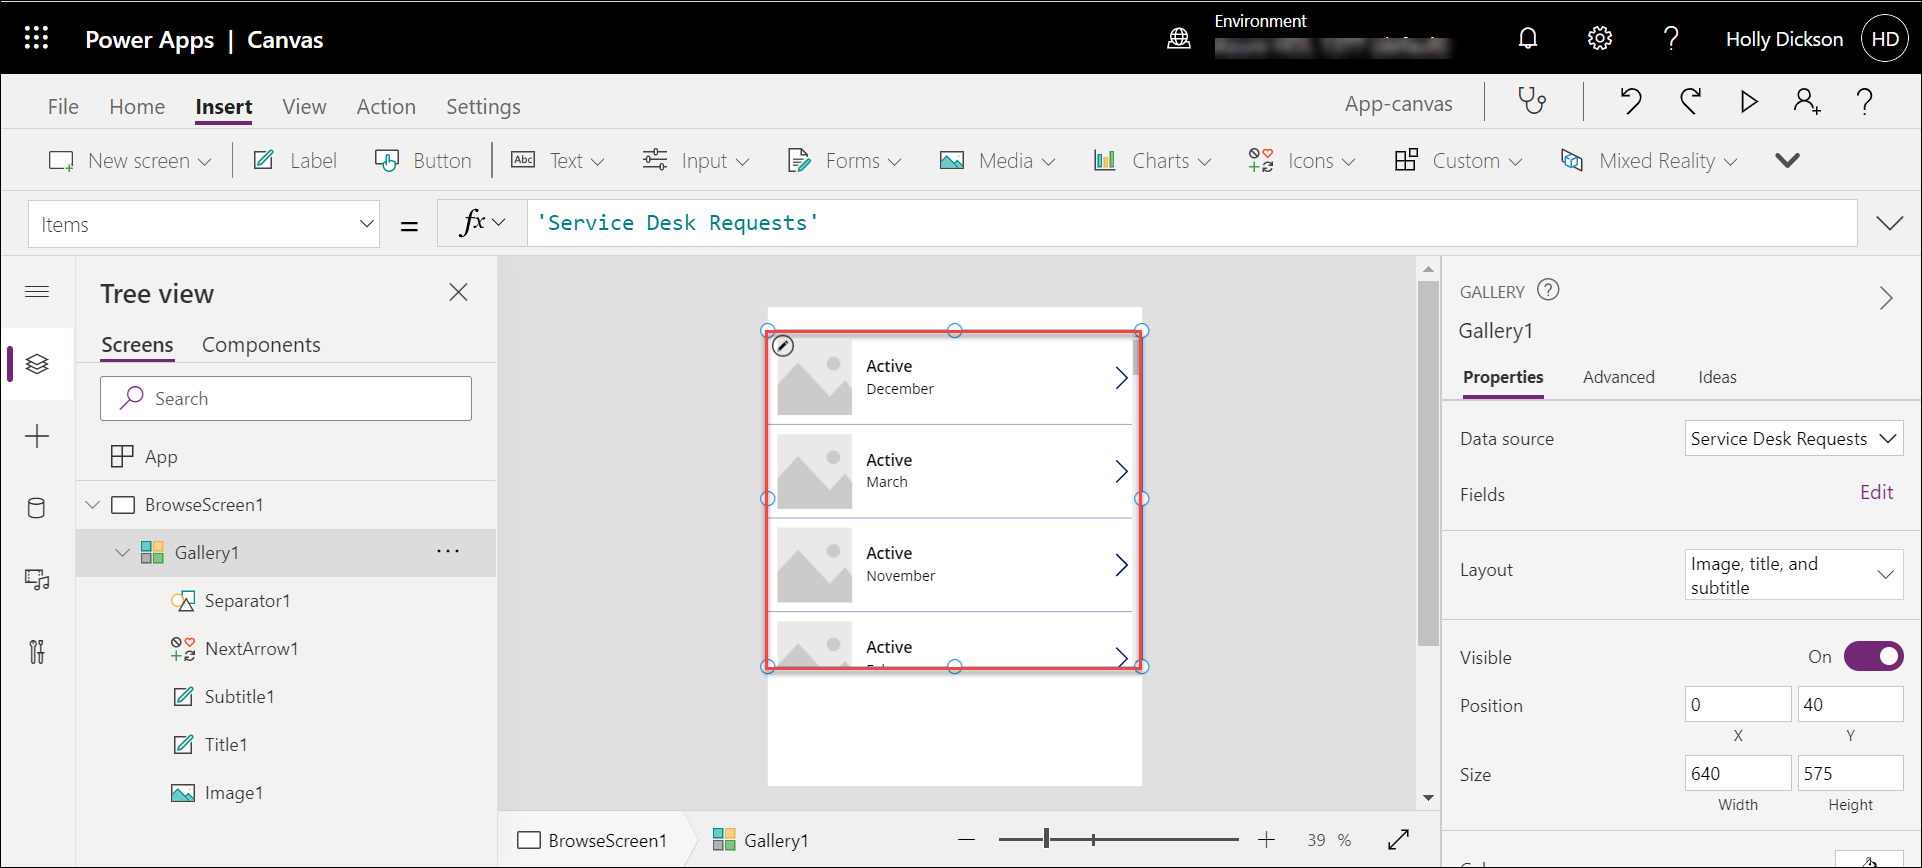 Power Apps | Canvas
Environment
Holly Dickson
HD
File
Home
Insert
View
Action
Settings
App-canvas
New screen
Label
Button
Abc
Text
Input
Forms
Media
Charts
Icons
Custom
Mixed Reality
Items
=
fx
'Service Desk Requests'
Tree view
Screens
Components
Search
App
BrowseScreen1
Gallery1
Separator1
NextArrow1
Subtitle1
Title1
Image1
Active
December
Active
March
Active
November
Active
BrowseScreen1
Gallery1
39 %
GALLERY
Gallery1
Properties
Advanced
Ideas
Data source
Service Desk Requests
Fields
Edit
Layout
Image, title, and
subtitle
Visible
On
Position
0
40
X
Y
Size
640
575
Width
Height